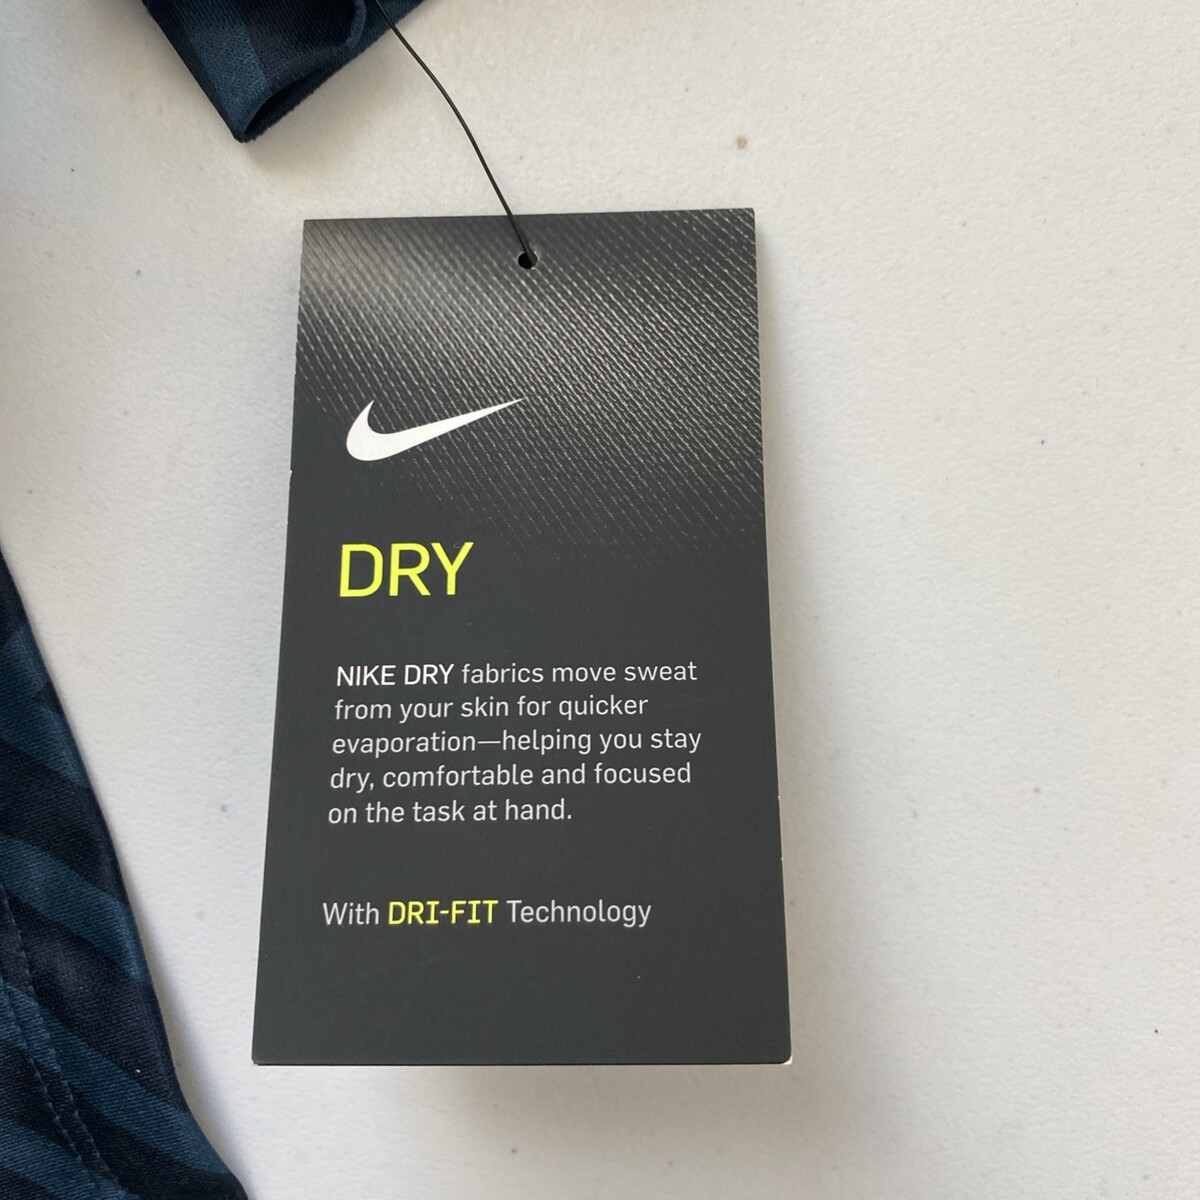 DRY
NIKE DRY fabrics move sweat
from your skin for quicker
evaporation—helping you stay
dry, comfortable and focused
on the task at hand.
With DRI-FIT Technology